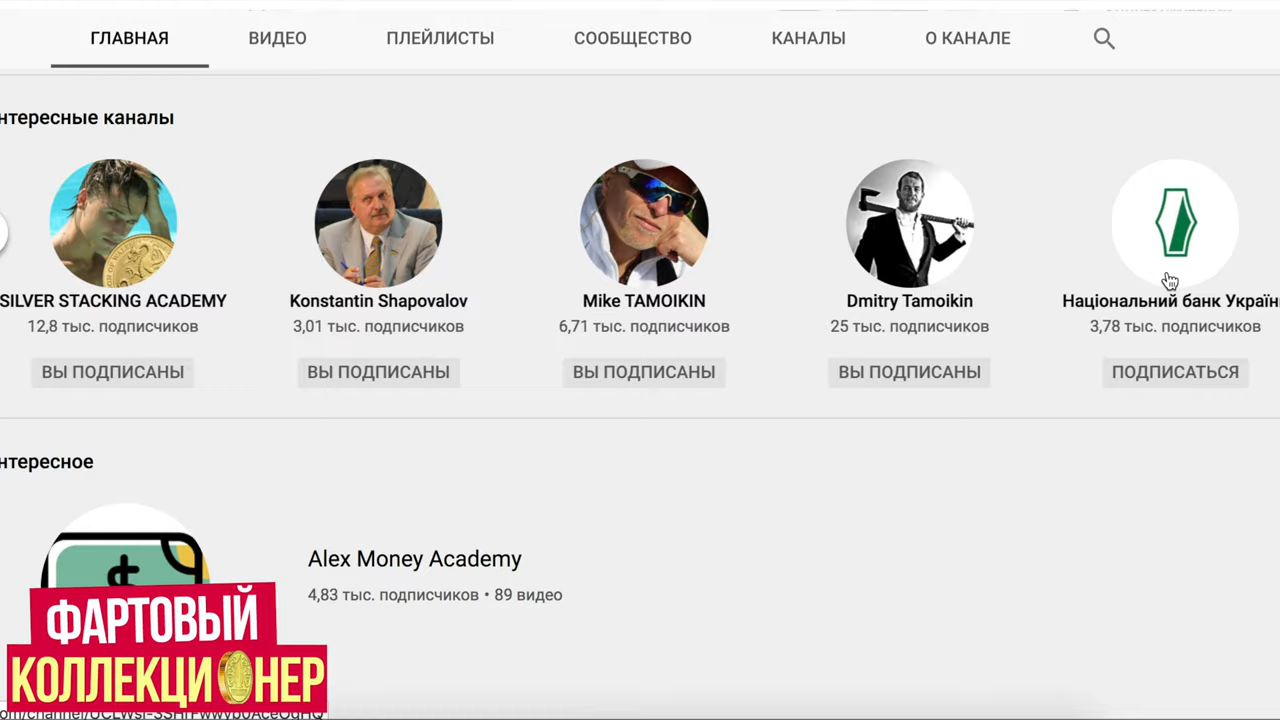 ГЛАВНАЯ ВИДЕО ПЛЕЙЛИСТЫ СООБЩЕСТВО КАНАЛЫ О КАНАЛЕ
нтересные каналы
SILVER STACKING ACADEMY Konstantin Shapovalov Mike TAMOIKIN Dmitry Tamoikin Національний банк Україн
12,8 тыс. подписчиков 3,01 тыс. подписчиков 6,71 тыс. подписчиков 25 тыс. подписчиков 3,78 тыс. подписчиков
ВЫ ПОДПИСАНЫ ВЫ ПОДПИСАНЫ ВЫ ПОДПИСАНЫ ВЫ ПОДПИСАНЫ ПОДПИСАТЬСЯ
нтересное
$
Alex Money Academy
4,83 тыс. подписчиков • 89 видео
ФАРТОВЫЙ
КОЛЛЕКЦИОНЕР